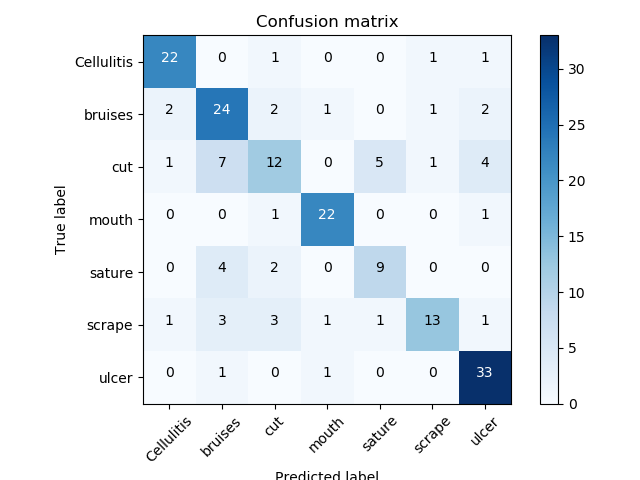 Confusion matrix
Cellulitis 22 0 1 0 0 1 1
bruises 2 24 2 1 0 1 2
cut 1 7 12 0 5 1 4
mouth 0 0 1 22 0 0 1
sature 0 4 2 0 9 0 0
scrape 1 3 3 1 1 13 1
ulcer 0 1 0 1 0 0 33
True label
Cellulitis bruises cut mouth sature scrape ulcer
Predicted label
30
25
20
15
10
5
0